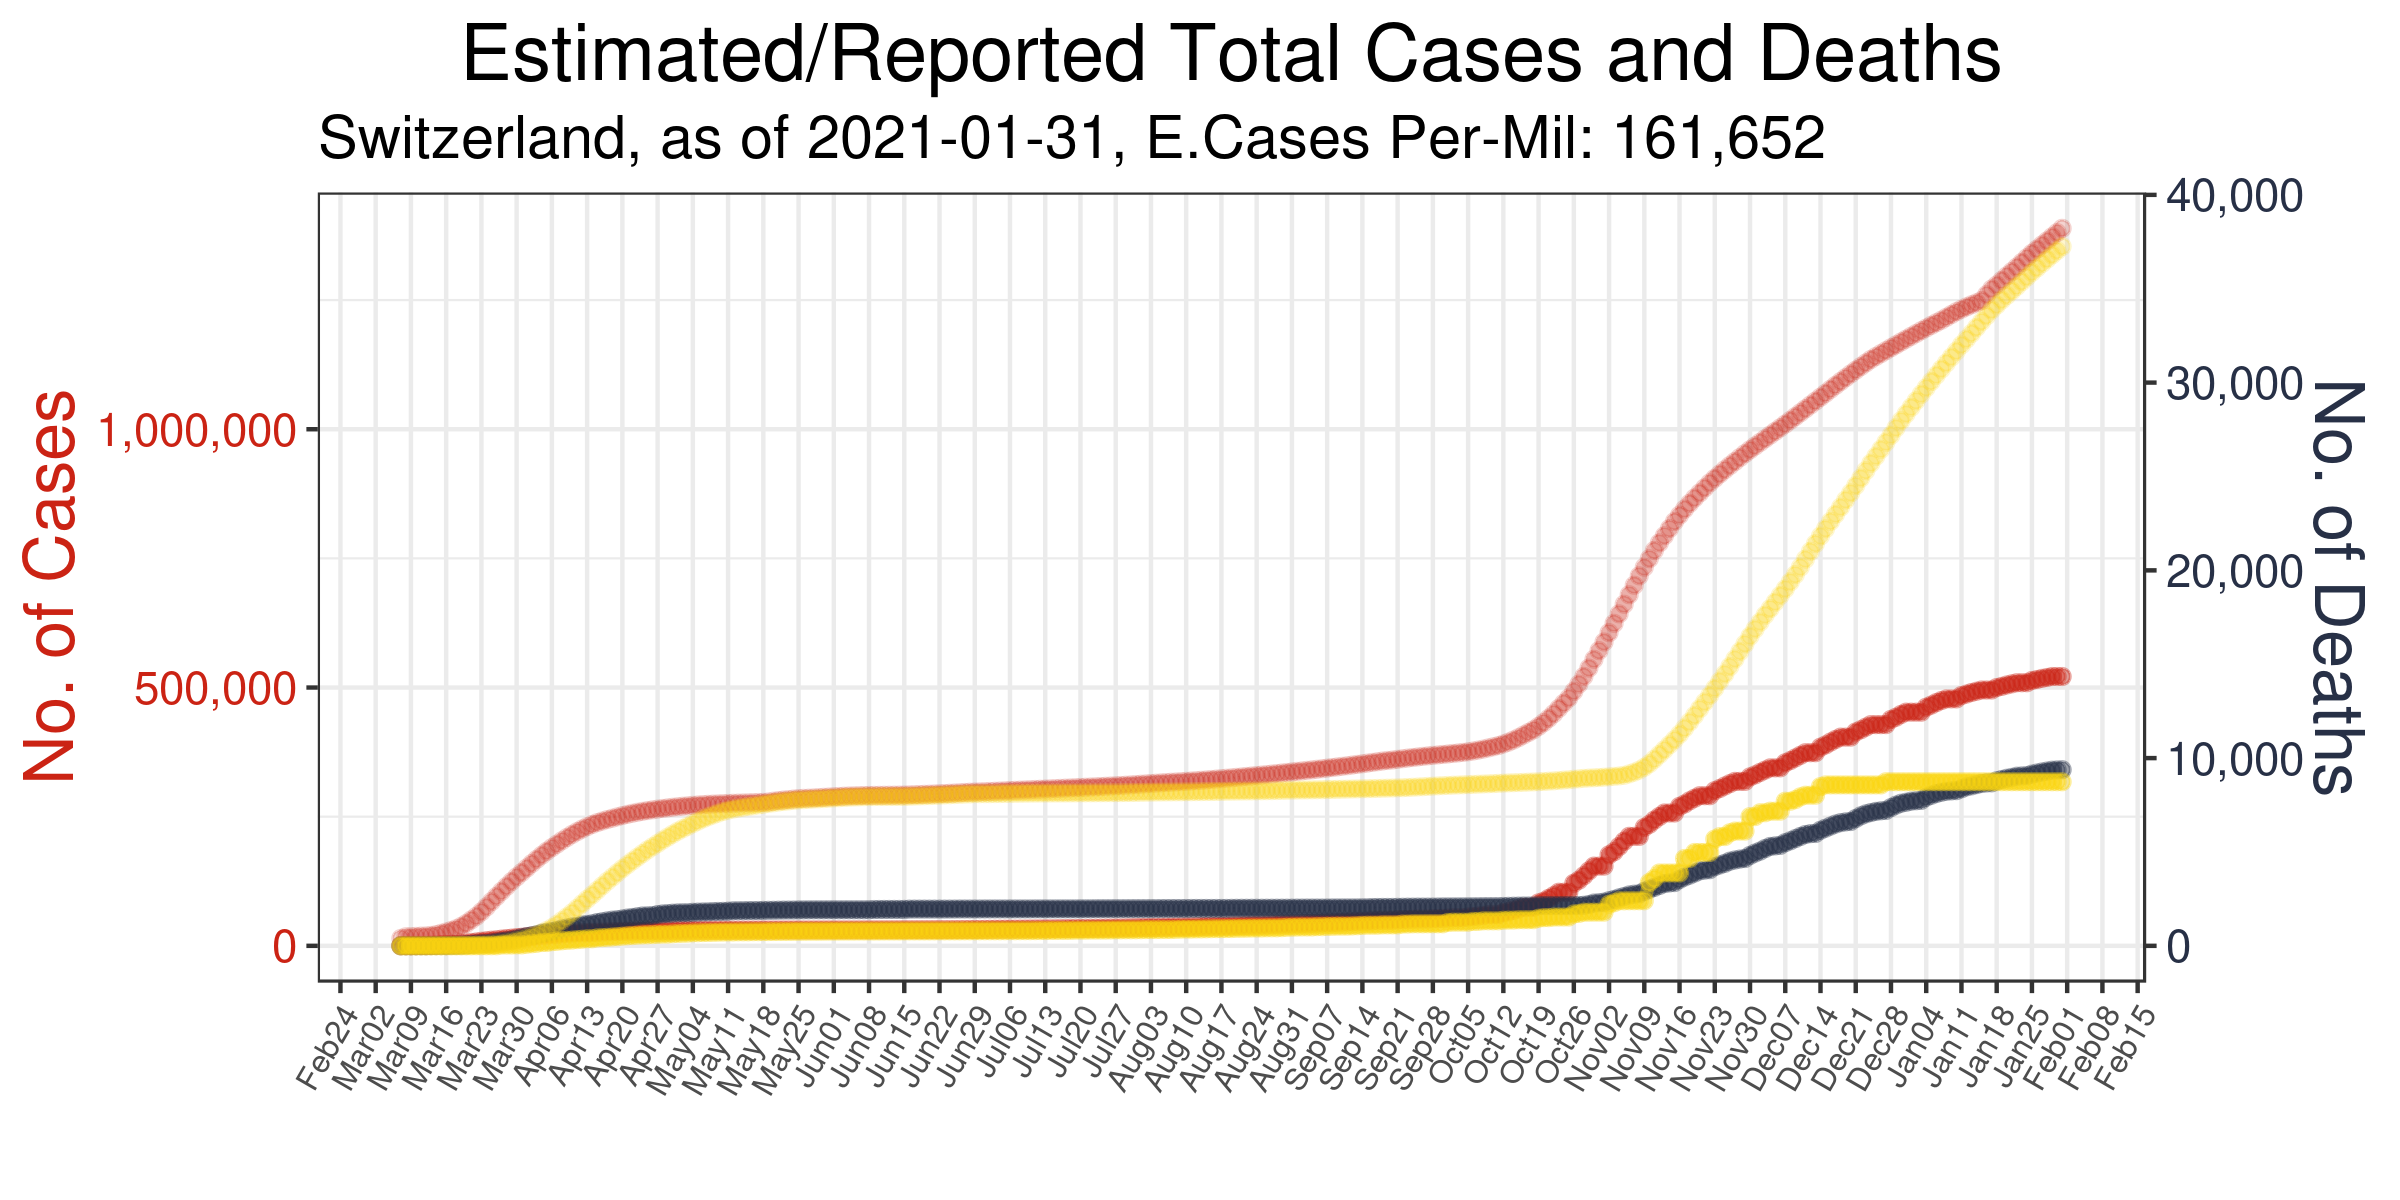 Estimated/Reported Total Cases and Deaths
Switzerland, as of 2021-01-31, E.Cases Per-Mil: 161,652
No. of Cases
1,000,000
500,000
0
40,000
30,000
20,000
10,000
0
No. of Deaths
Feb24 Mar02 Mar09 Mar16 Mar23 Mar30 Apr06 Apr13 Apr20 Apr27 May04 May11 May18 May25 Jun01 Jun08 Jun15 Jun22 Jun29 Jul06 Jul13 Jul20 Jul27 Aug03 Aug10 Aug17 Aug24 Aug31 Sep07 Sep14 Sep21 Sep28 Oct05 Oct12 Oct19 Oct26 Nov02 Nov09 Nov16 Nov23 Nov30 Dec07 Dec14 Dec21 Dec28 Jan04 Jan11 Jan18 Jan25 Feb01 Feb08 Feb15